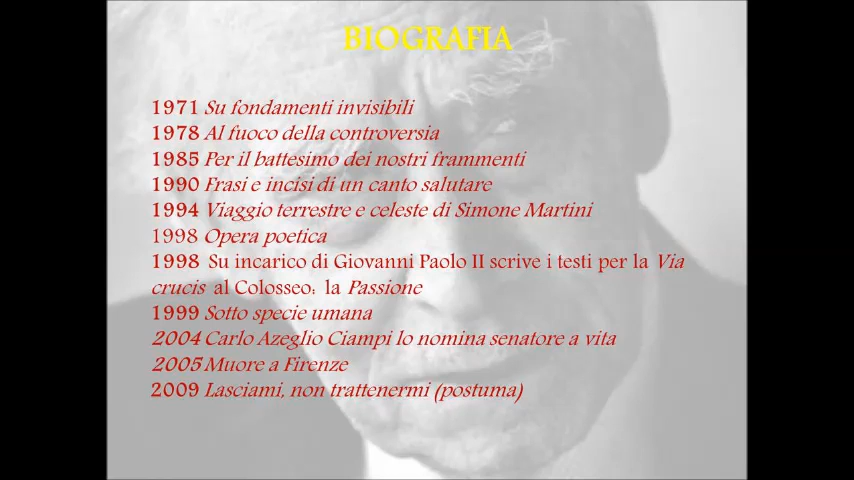 BIOGRAFIA
1971 Su fondamenti invisibili
1978 Al fuoco della controversia
1985 Per il battesimo dei nostri frammenti
1990 Frasi e incisi di un canto salutare
1994 Viaggio terrestre e celeste di Simone Martini
1998 Opera poetica
1998 Su incarico di Giovanni Paolo II scrive i testi per la Via
crucis al Colosseo: la Passione
1999 Sotto specie umana
2004 Carlo Azeglio Ciampi lo nomina senatore a vita
2005 Muore a Firenze
2009 Lasciami, non trattenermi (postuma)